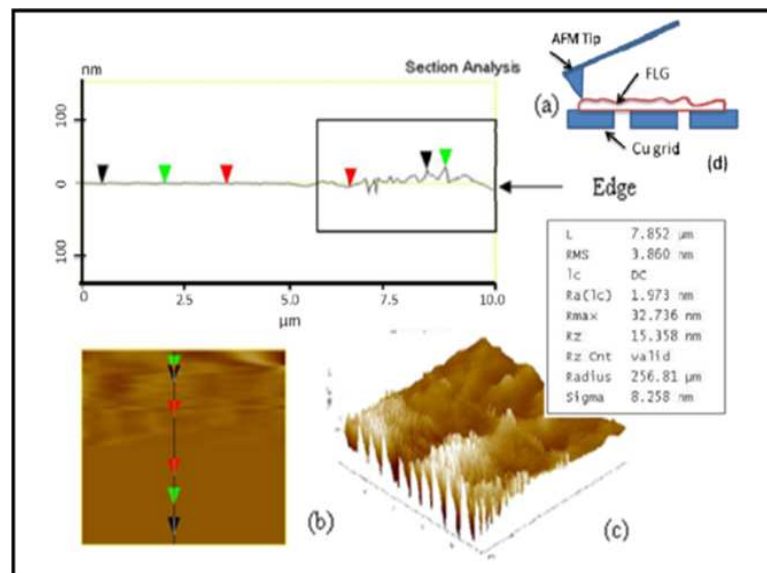 nm
Section Analysis
AFM Tip
FLG
(a)
Cu grid
(d)
100
0
100
Edge
0
2.5
5.0
7.5
10.0
µm
L 7.852 µm
RMS 3.860 nm
lc DC
Ra(lc) 1.973 nm
Rmax 32.736 nm
Rz 15.358 nm
Rz Cnt valid
Radius 256.81 µm
Sigma 8.258 nm
(b)
(c)